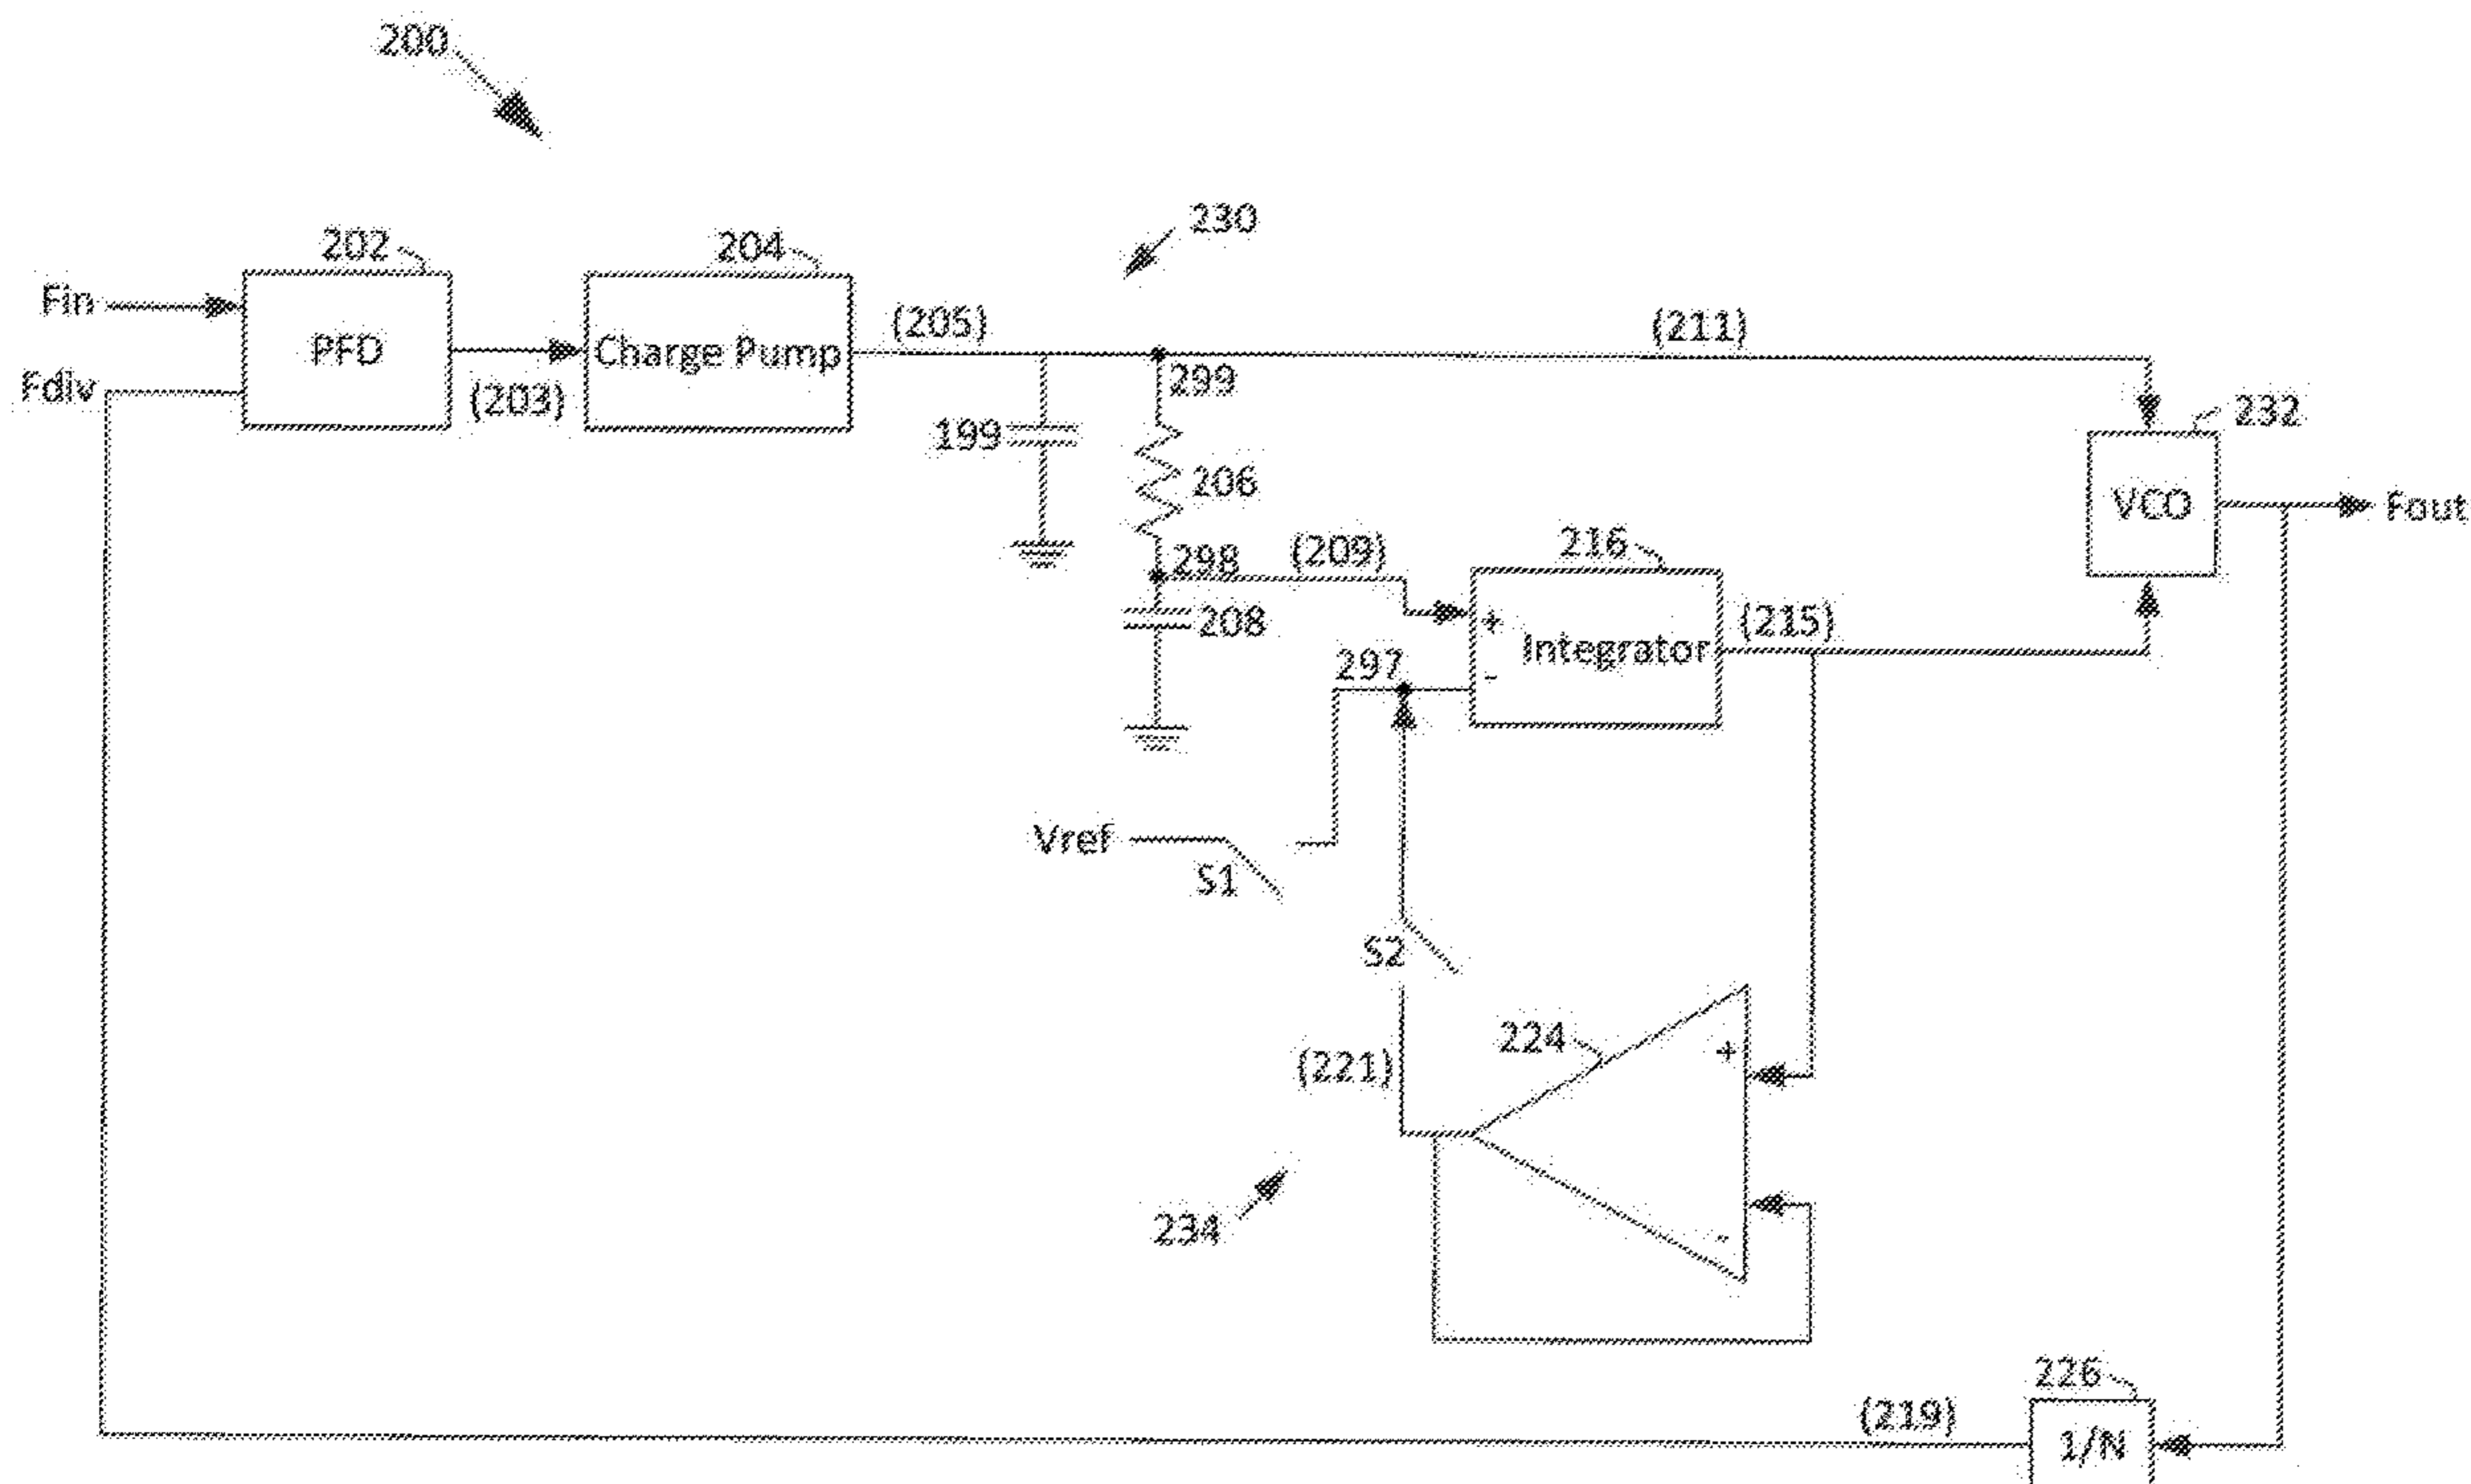 200
230
202
204
Fin
PFD
Charge Pump
(205)
(211)
Fdiv
(203)
299
199
232
206
VCO
Fout
298
(209)
216
208
+
Integrator
(215)
297
-
Vref
S1
S2
224
+
(221)
234
-
226
(219)
1/N